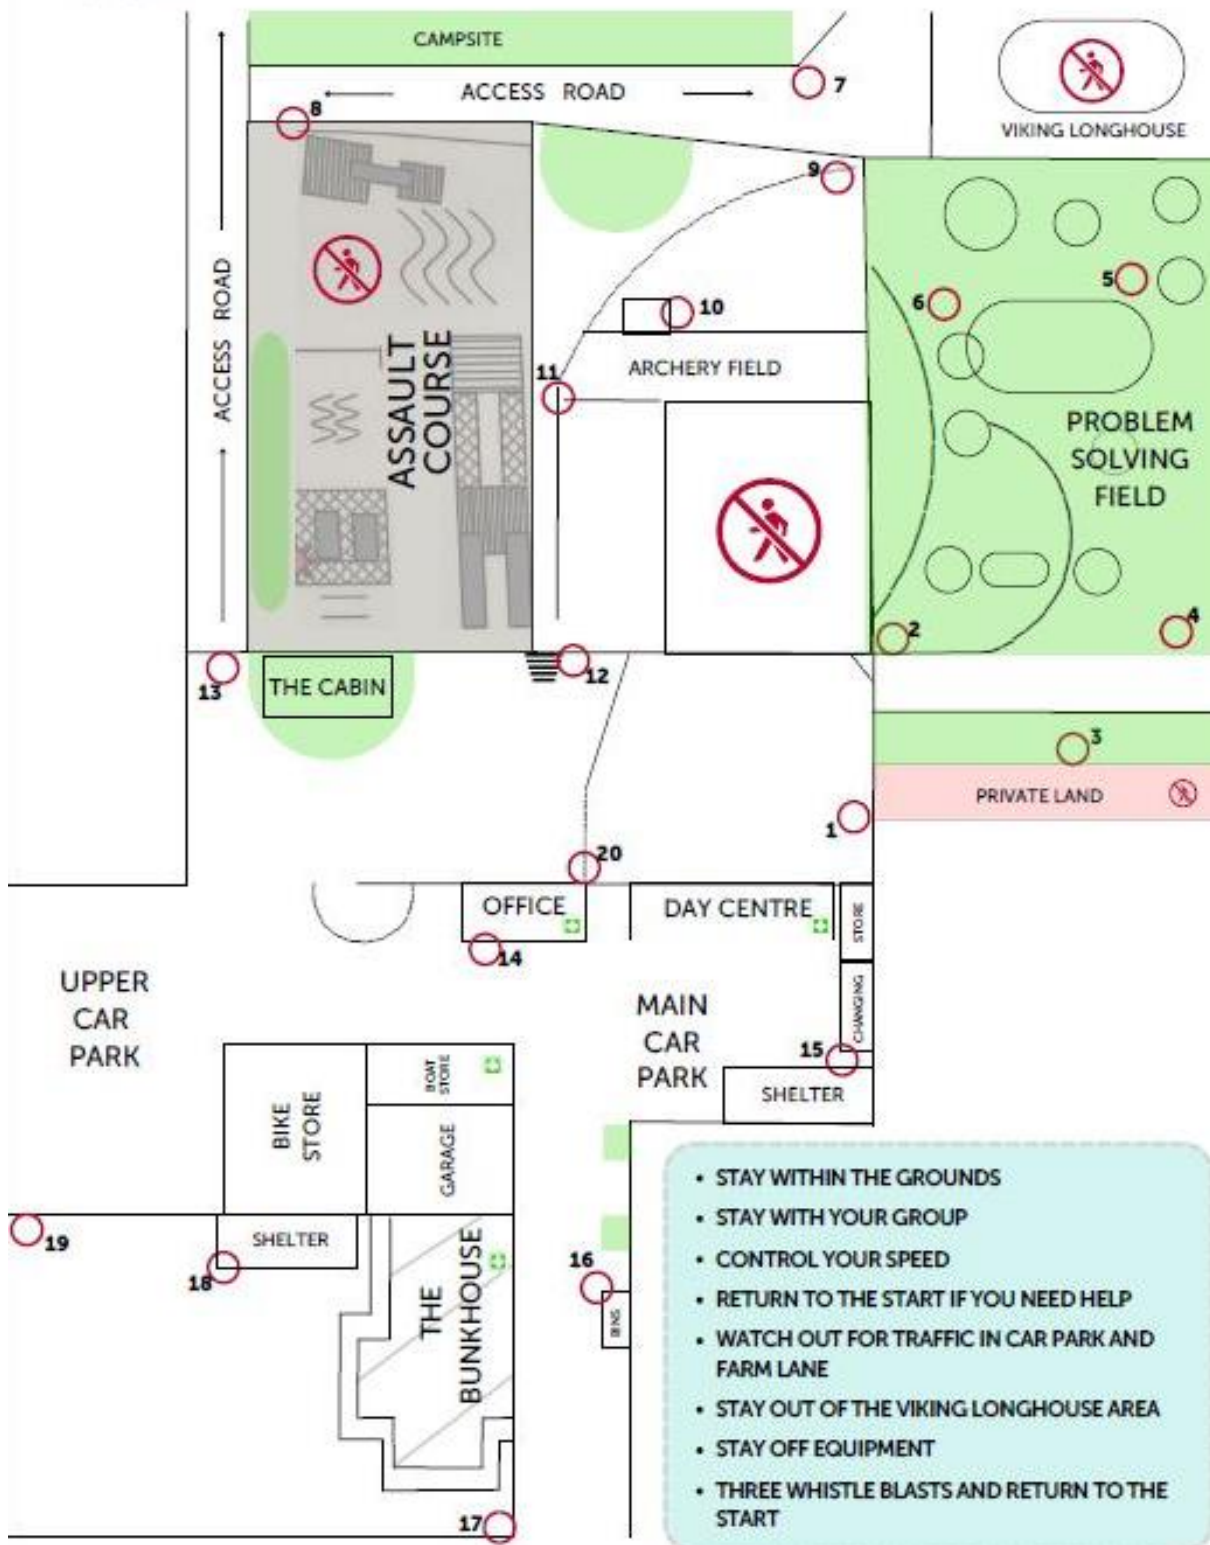 CAMPSITE
ACCESS ROAD
7
8
VIKING LONGHOUSE
9
5
6
10
ACCESS ROAD
ASSAULT
COURSE
ARCHERY FIELD
11
PROBLEM
SOLVING
FIELD
2
4
12
13
THE CABIN
3
PRIVATE LAND
1
20
OFFICE
DAY CENTRE
STORE
14
UPPER
CAR
PARK
MAIN
CAR
PARK
CHANGING
15
SHELTER
BOAT
STORE
BIKE
STORE
GARAGE
19
SHELTER
18
THE
BUNKHOUSE
16
BINS
17
• STAY WITHIN THE GROUNDS
• STAY WITH YOUR GROUP
• CONTROL YOUR SPEED
• RETURN TO THE START IF YOU NEED HELP
• WATCH OUT FOR TRAFFIC IN CAR PARK AND
FARM LANE
• STAY OUT OF THE VIKING LONGHOUSE AREA
• STAY OFF EQUIPMENT
• THREE WHISTLE BLASTS AND RETURN TO THE
START